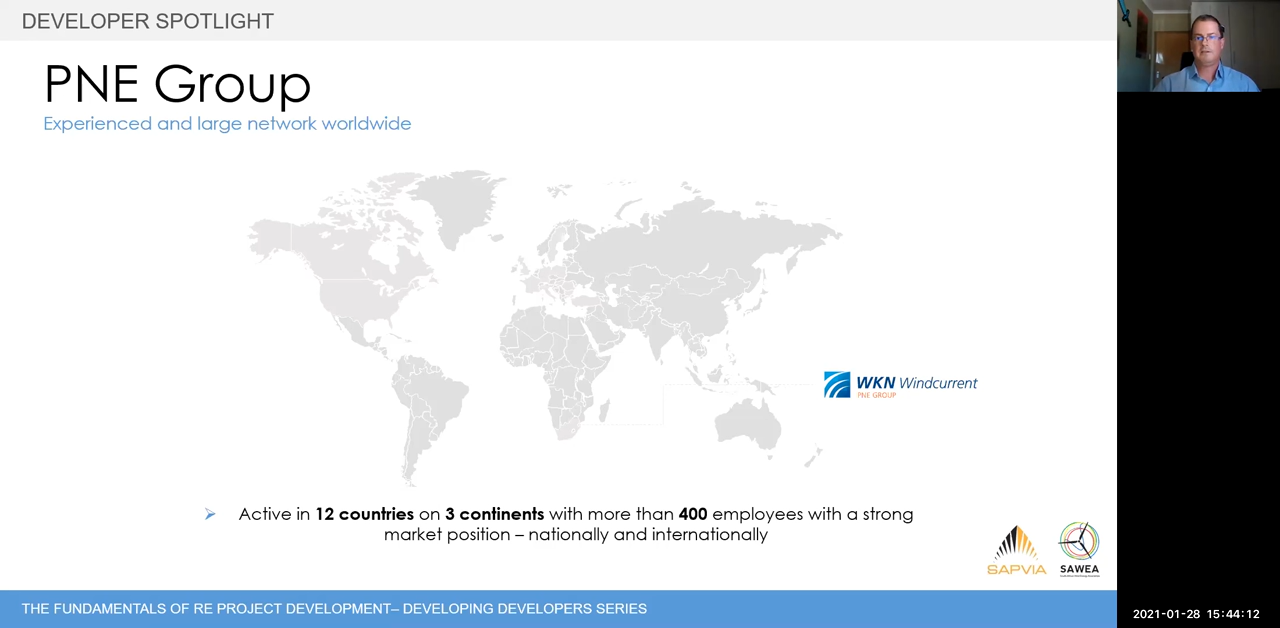 DEVELOPER SPOTLIGHT
PNE Group
Experienced and large network worldwide
WKN Windcurrent
PNE GROUP
➢ Active in 12 countries on 3 continents with more than 400 employees with a strong
market position – nationally and internationally
SAPVIA
SAWEA
THE FUNDAMENTALS OF RE PROJECT DEVELOPMENT– DEVELOPING DEVELOPERS SERIES
2021-01-28 15:44:12